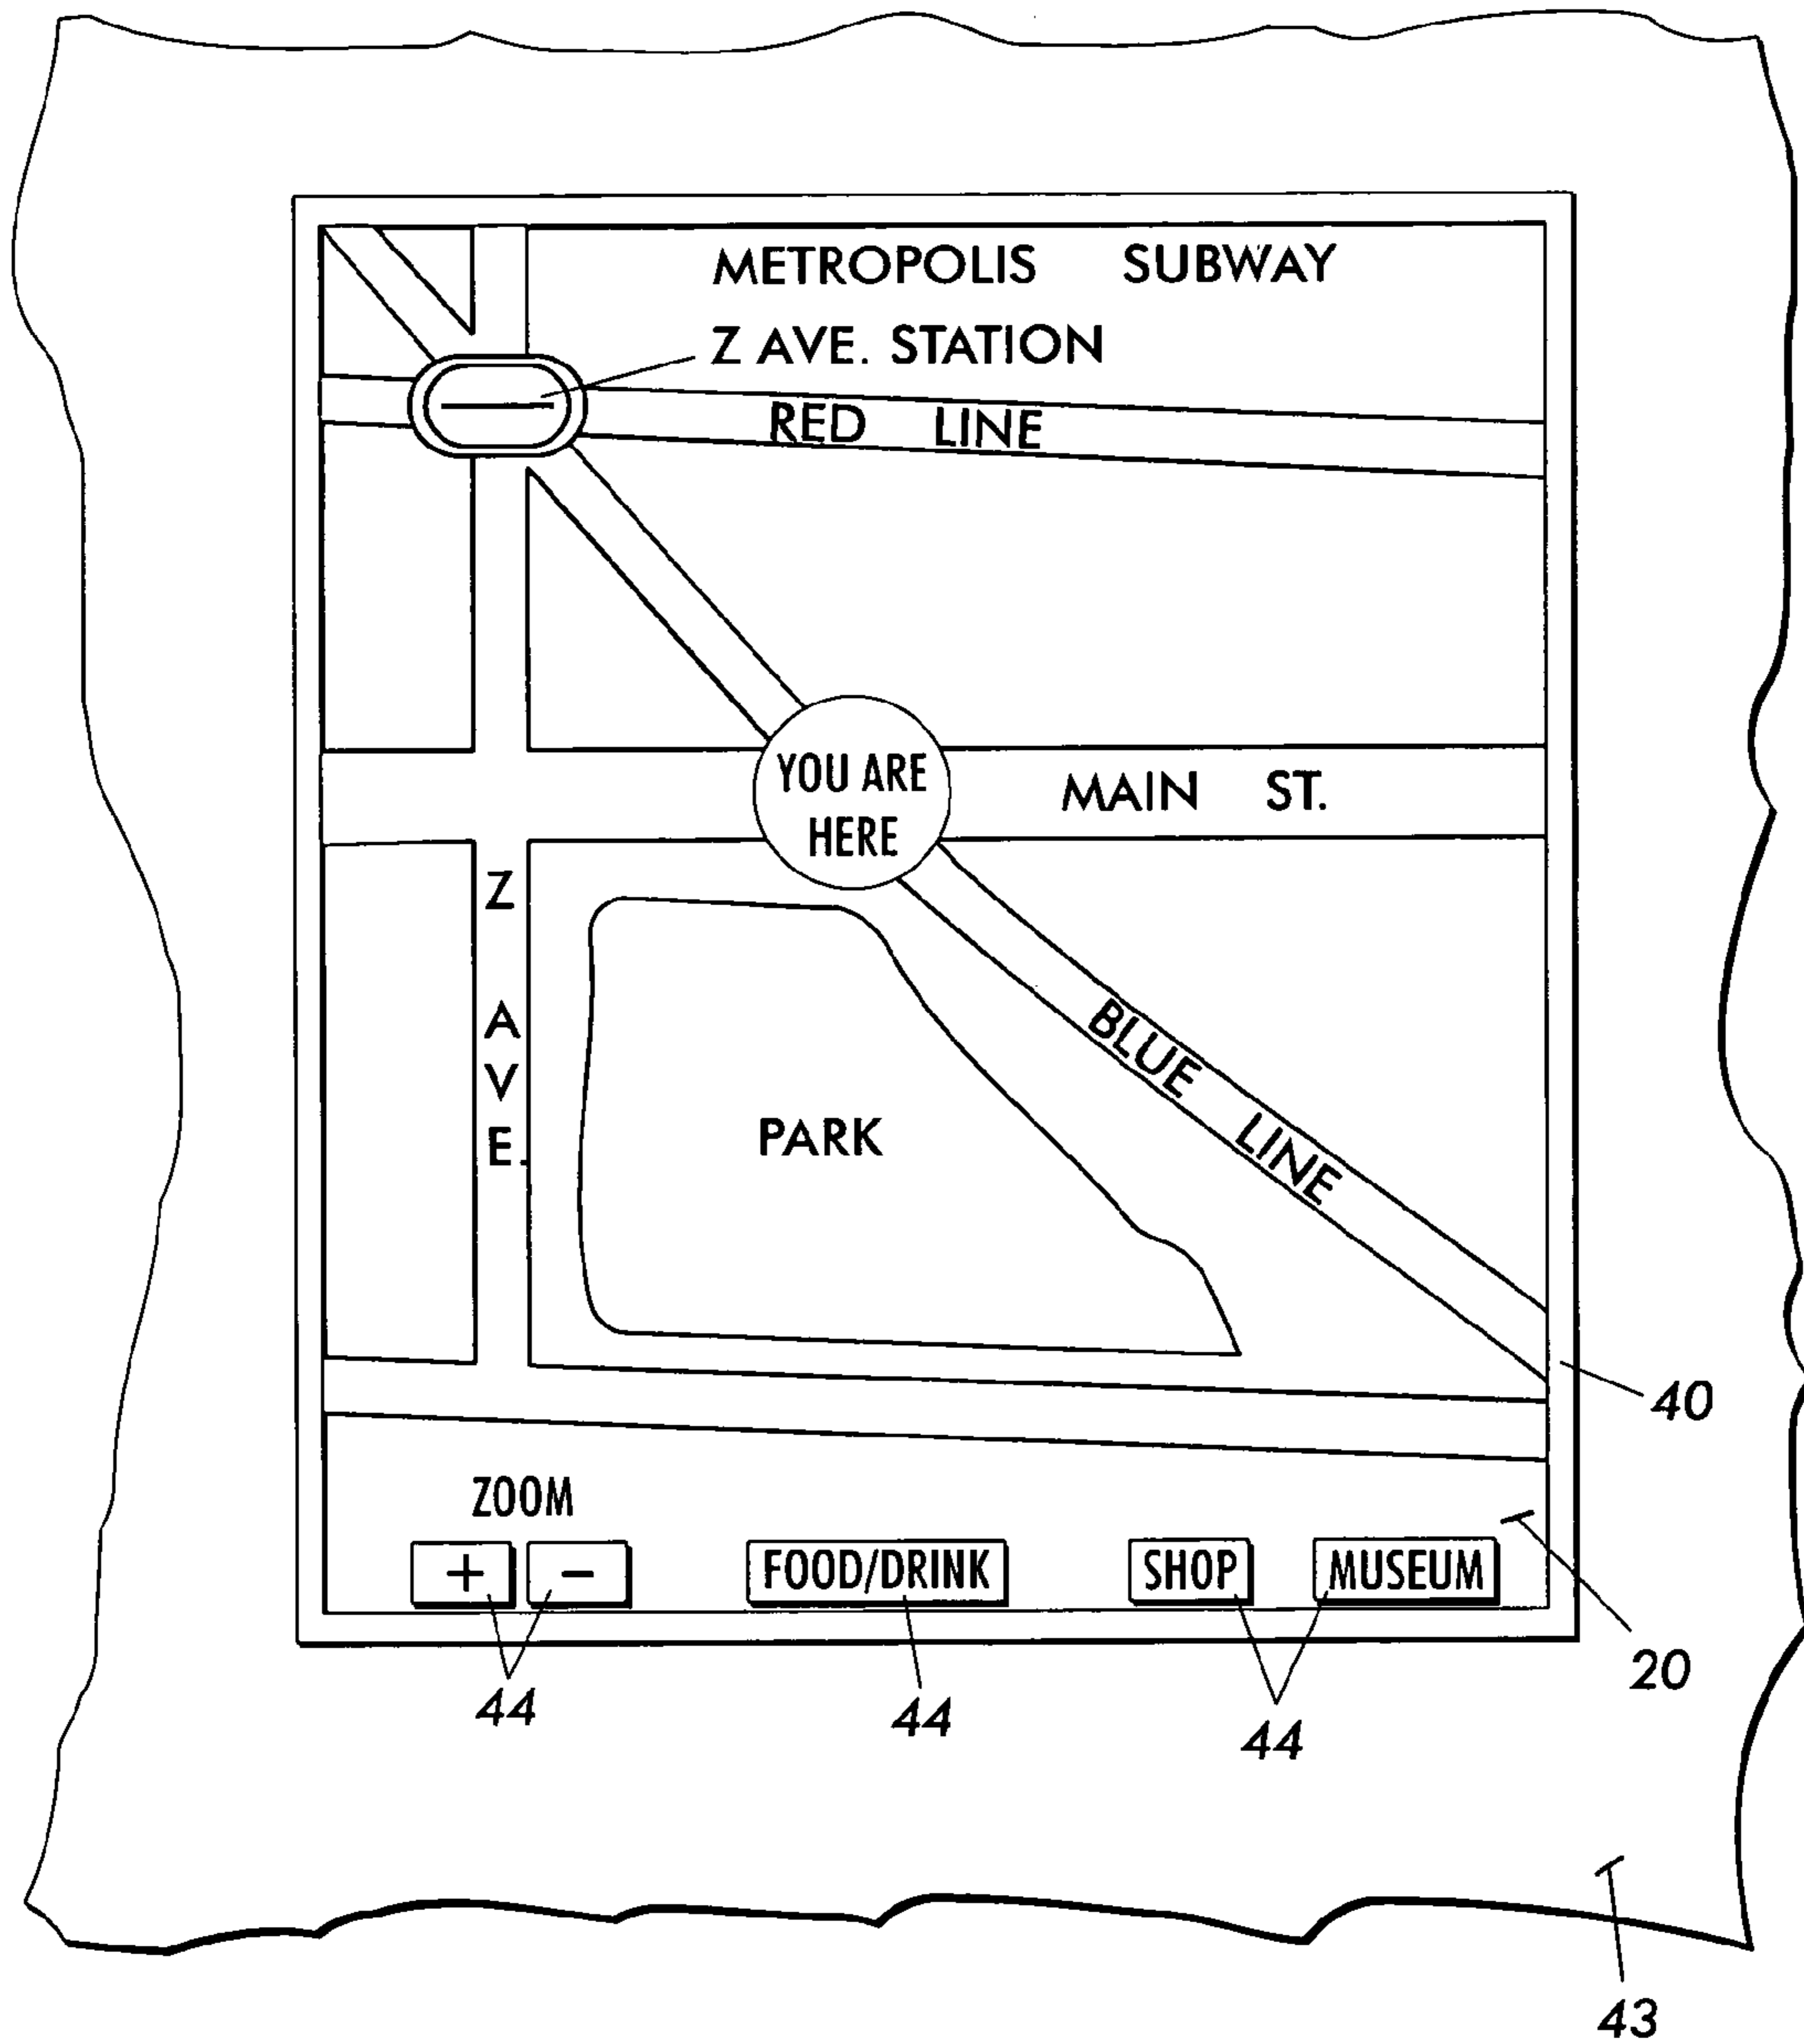 METROPOLIS SUBWAY
Z AVE. STATION
RED LINE
YOU ARE
HERE
MAIN ST.
Z AVE.
BLUE LINE
PARK
40
ZOOM
+ −
FOOD/DRINK
SHOP
MUSEUM
20
44
44
44
43